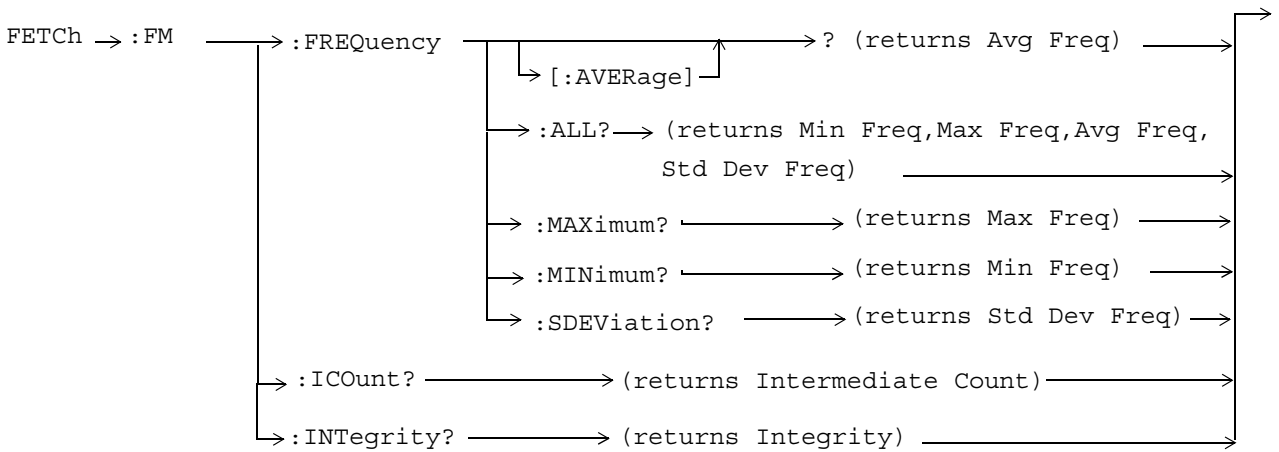 FETCh :FM :FREQuency ? (returns Avg Freq)
[:AVERage]
:ALL? (returns Min Freq,Max Freq,Avg Freq,
Std Dev Freq)
:MAXimum? (returns Max Freq)
:MINimum? (returns Min Freq)
:SDEViation? (returns Std Dev Freq)
:ICOunt? (returns Intermediate Count)
:INTegrity? (returns Integrity)